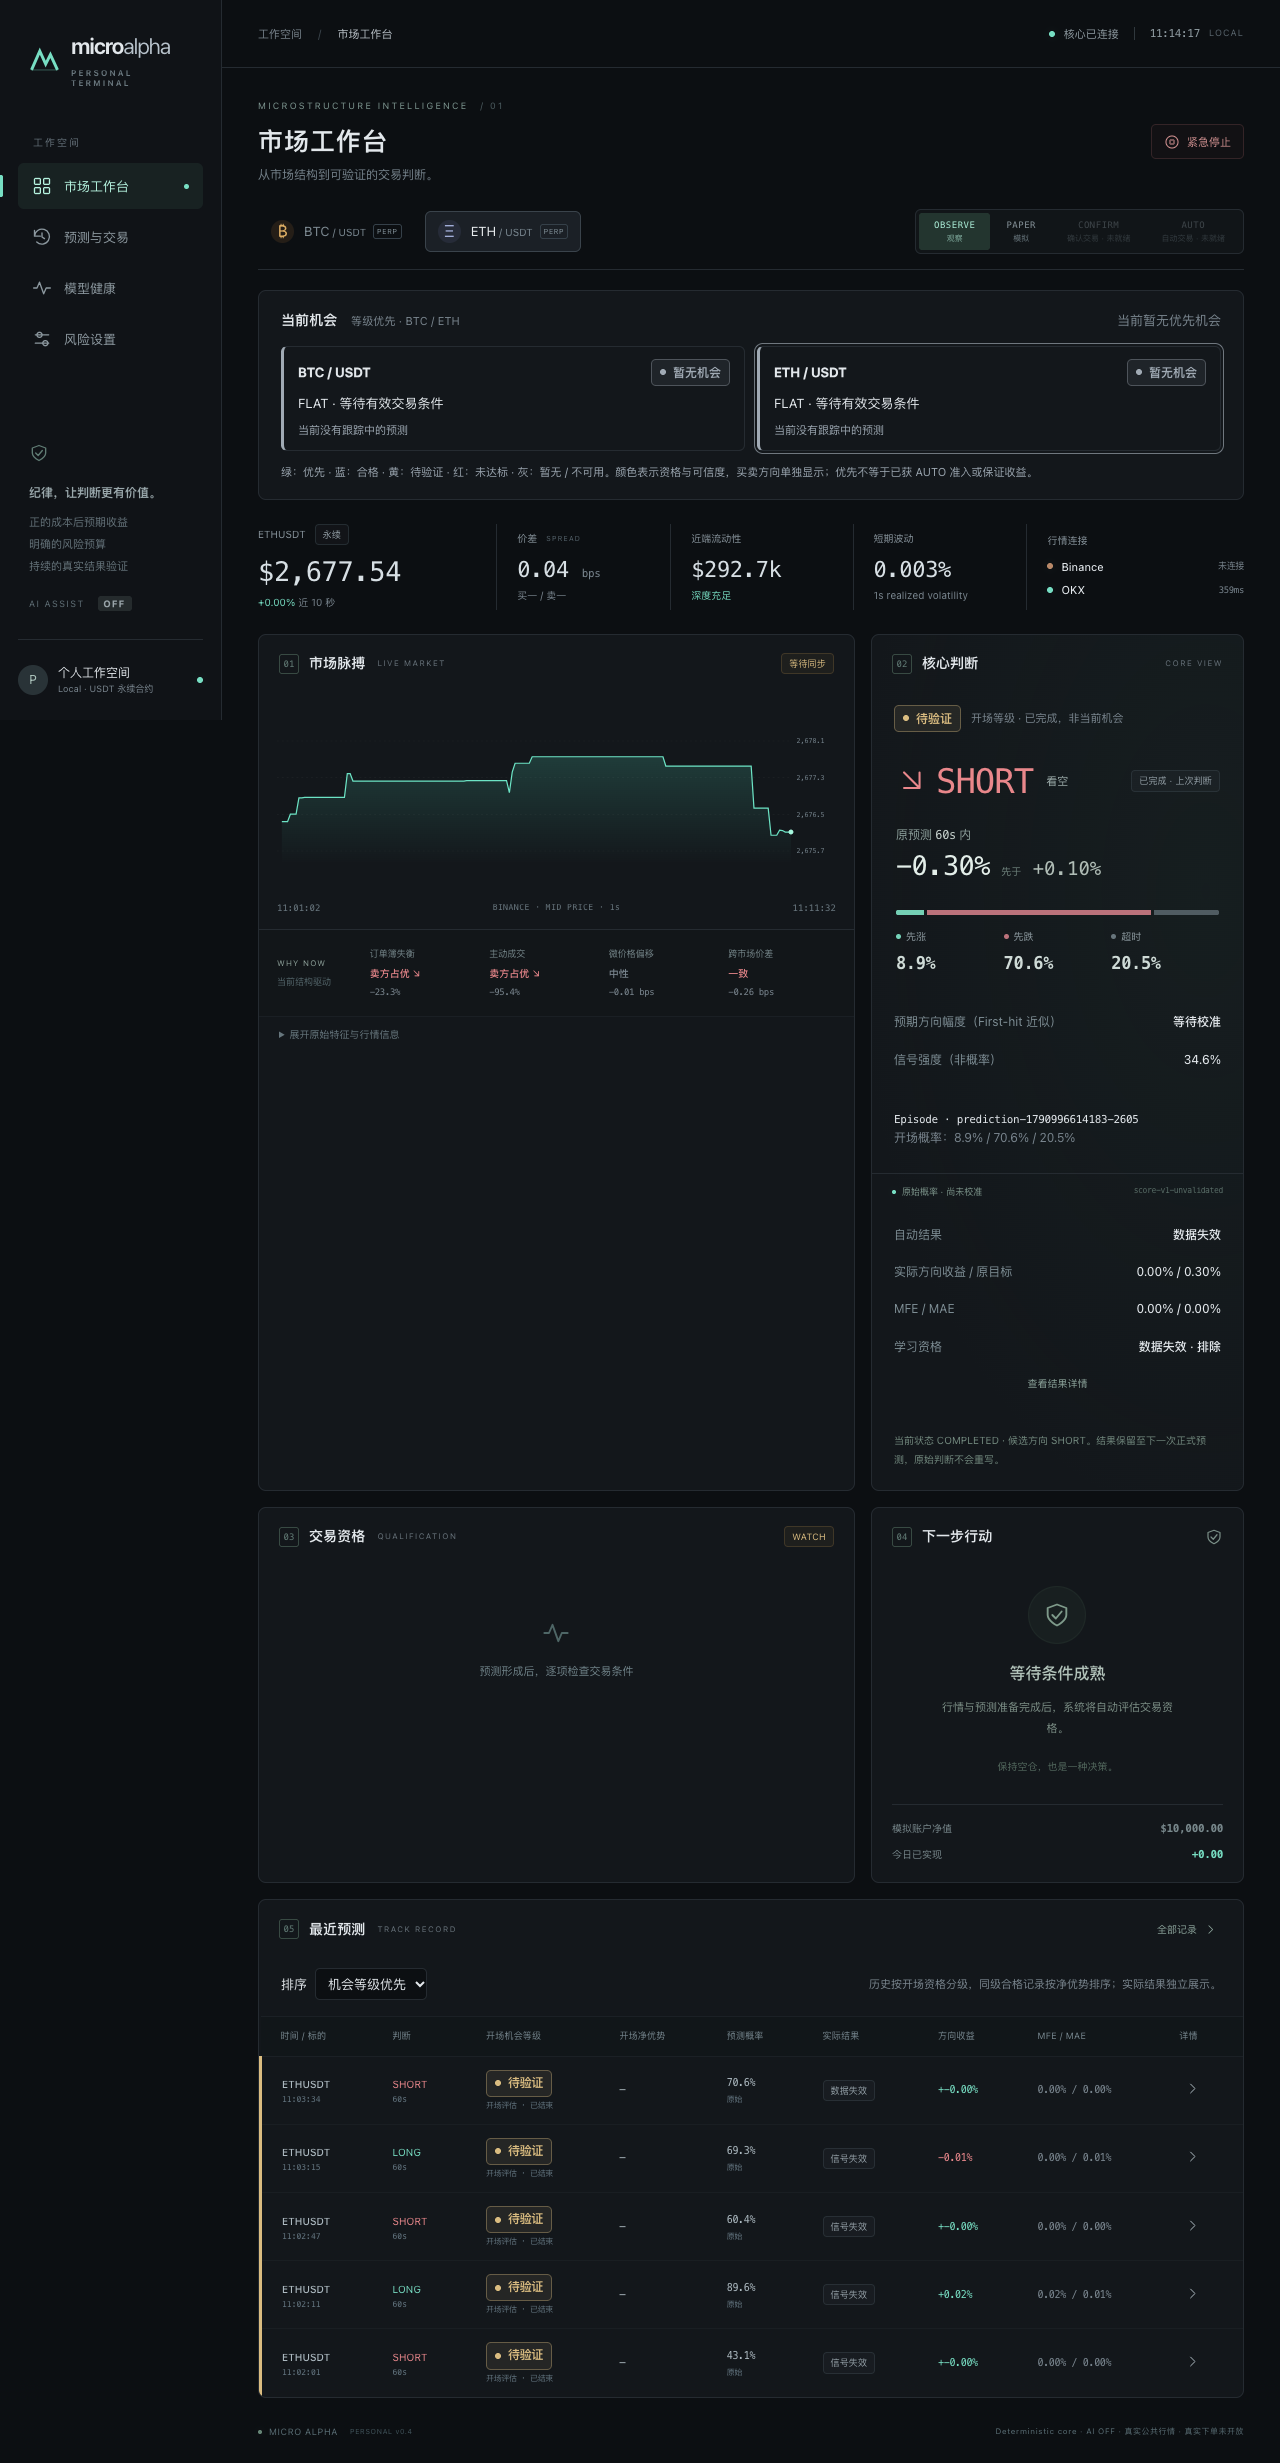 microalpha
PERSONAL
TERMINAL
工作空间
市场工作台
预测与交易
模型健康
风险设置
纪律，让判断更有价值。
正的成本后预期收益
明确的风险预算
持续的真实结果验证
AI ASSIST OFF
P
个人工作空间
Local · USDT 永续合约
工作空间 / 市场工作台
核心已连接 11:14:17 LOCAL
MICROSTRUCTURE INTELLIGENCE / 01
市场工作台
从市场结构到可验证的交易判断。
紧急停止
BTC / USDT PERP
ETH / USDT PERP
OBSERVE PAPER CONFIRM AUTO
观察 模拟 确认交易 · 未就绪 自动交易 · 未就绪
当前机会 等级优先 · BTC / ETH 当前暂无优先机会
BTC / USDT 暂无机会
FLAT · 等待有效交易条件
当前没有跟踪中的预测
ETH / USDT 暂无机会
FLAT · 等待有效交易条件
当前没有跟踪中的预测
绿：优先 · 蓝：合格 · 黄：待验证 · 红：未达标 · 灰：暂无 / 不可用。颜色表示资格与可信度，买卖方向单独显示；优先不等于已获 AUTO 准入或保证收益。
ETHUSDT 永续
$2,677.54
+0.00% 近 10 秒
价差 SPREAD
0.04 bps
买一 / 卖一
近端流动性
$292.7k
深度充足
短期波动
0.003%
1s realized volatility
行情连接
Binance 未连接
OKX 359ms
01 市场脉搏 LIVE MARKET 等待同步
2,678.1
2,677.3
2,676.5
2,675.7
11:01:02 BINANCE · MID PRICE · 1s 11:11:32
WHY NOW
当前结构驱动
订单簿失衡
卖方占优 ↘
−23.3%
主动成交
卖方占优 ↘
−95.4%
微价格偏移
中性
−0.01 bps
跨市场价差
一致
−0.26 bps
▶ 展开原始特征与行情信息
02 核心判断 CORE VIEW
待验证 开场等级 · 已完成，非当前机会
SHORT 看空 已完成 · 上次判断
原预测 60s 内
−0.30% 先于 +0.10%
先涨 先跌 超时
8.9% 70.6% 20.5%
预期方向幅度（First-hit 近似） 等待校准
信号强度（非概率） 34.6%
Episode · prediction-1790996614183-2605
开场概率：8.9% / 70.6% / 20.5%
原始概率 · 尚未校准 score-v1-unvalidated
自动结果 数据失效
实际方向收益 / 原目标 0.00% / 0.30%
MFE / MAE 0.00% / 0.00%
学习资格 数据失效 · 排除
查看结果详情
当前状态 COMPLETED · 候选方向 SHORT。结果保留至下一次正式预
测，原始判断不会重写。
03 交易资格 QUALIFICATION WATCH
预测形成后，逐项检查交易条件
04 下一步行动
等待条件成熟
行情与预测准备完成后，系统将自动评估交易资
格。
保持空仓，也是一种决策。
模拟账户净值 $10,000.00
今日已实现 +0.00
05 最近预测 TRACK RECORD 全部记录
排序 机会等级优先 历史按开场资格分级，同级合格记录按净优势排序；实际结果独立展示。
时间 / 标的 判断 开场机会等级 开场净优势 预测概率 实际结果 方向收益 MFE / MAE 详情
ETHUSDT SHORT 待验证 — 70.6% 数据失效 +−0.00% 0.00% / 0.00%
11:03:34 60s 开场评估 · 已结束 原始
ETHUSDT LONG 待验证 — 69.3% 信号失效 −0.01% 0.00% / 0.01%
11:03:15 60s 开场评估 · 已结束 原始
ETHUSDT SHORT 待验证 — 60.4% 信号失效 +−0.00% 0.00% / 0.00%
11:02:47 60s 开场评估 · 已结束 原始
ETHUSDT LONG 待验证 — 89.6% 信号失效 +0.02% 0.02% / 0.01%
11:02:11 60s 开场评估 · 已结束 原始
ETHUSDT SHORT 待验证 — 43.1% 信号失效 +−0.00% 0.00% / 0.00%
11:02:01 60s 开场评估 · 已结束 原始
MICRO ALPHA PERSONAL v0.4
Deterministic core · AI OFF · 真实公共行情 · 真实下单未开放